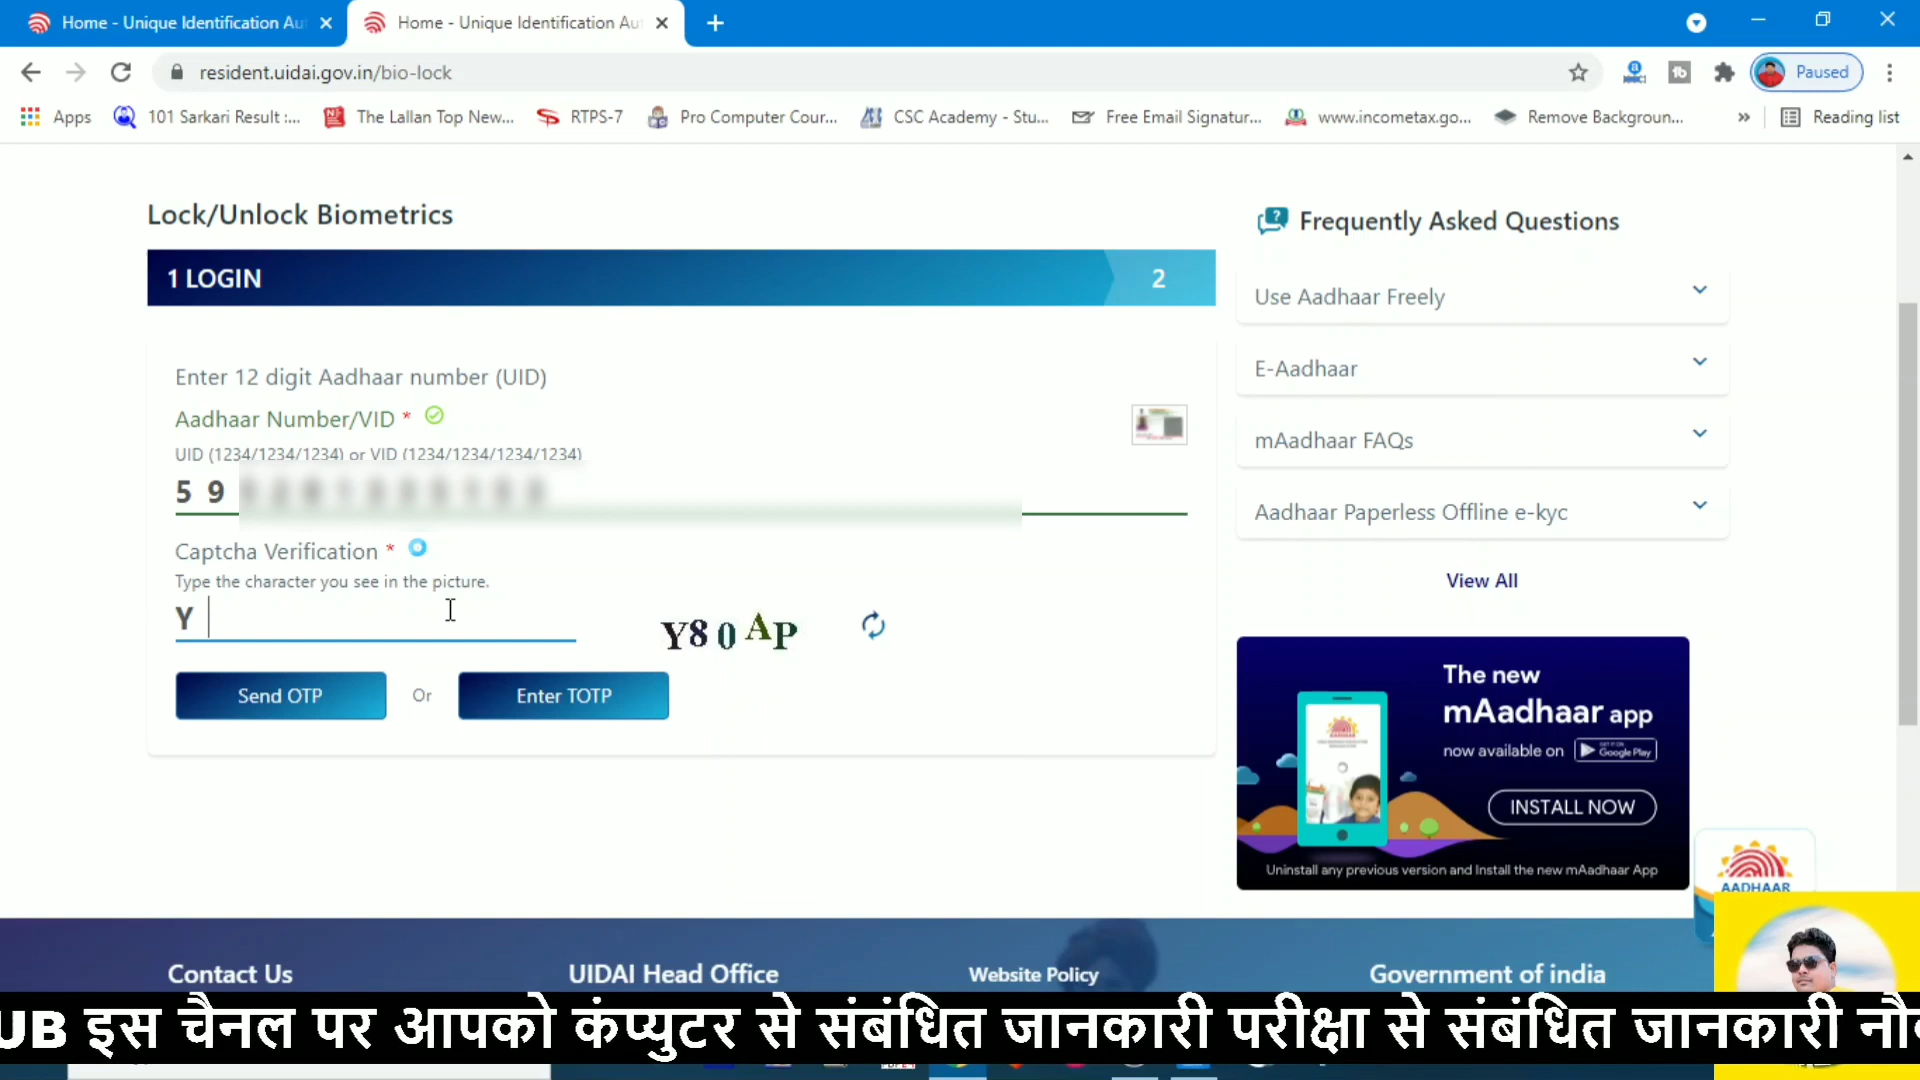 Home - Unique Identification Au
Home - Unique Identification Au
resident.uidai.gov.in/bio-lock
Paused
Apps
101 Sarkari Result :...
The Lallan Top New...
RTPS-7
Pro Computer Cour...
CSC Academy - Stu...
Free Email Signatur...
www.incometax.go...
Remove Backgroun...
»
Reading list
Lock/Unlock Biometrics
1 LOGIN
2
Enter 12 digit Aadhaar number (UID)
Aadhaar Number/VID *
UID (1234/1234/1234) or VID (1234/1234/1234/1234)
5 9
Captcha Verification *
Type the character you see in the picture.
Y
Y80AP
Send OTP
Or
Enter TOTP
Frequently Asked Questions
Use Aadhaar Freely
E-Aadhaar
mAadhaar FAQs
Aadhaar Paperless Offline e-kyc
View All
The new
mAadhaar app
now available on
GET IT ON
Google Play
INSTALL NOW
Uninstall any previous version and Install the new mAadhaar App
AADHAAR
Contact Us
UIDAI Head Office
Website Policy
Government of india
UB इस चैनल पर आपको कंप्युटर से संबंधित जानकारी परीक्षा से संबंधित जानकारी नौ